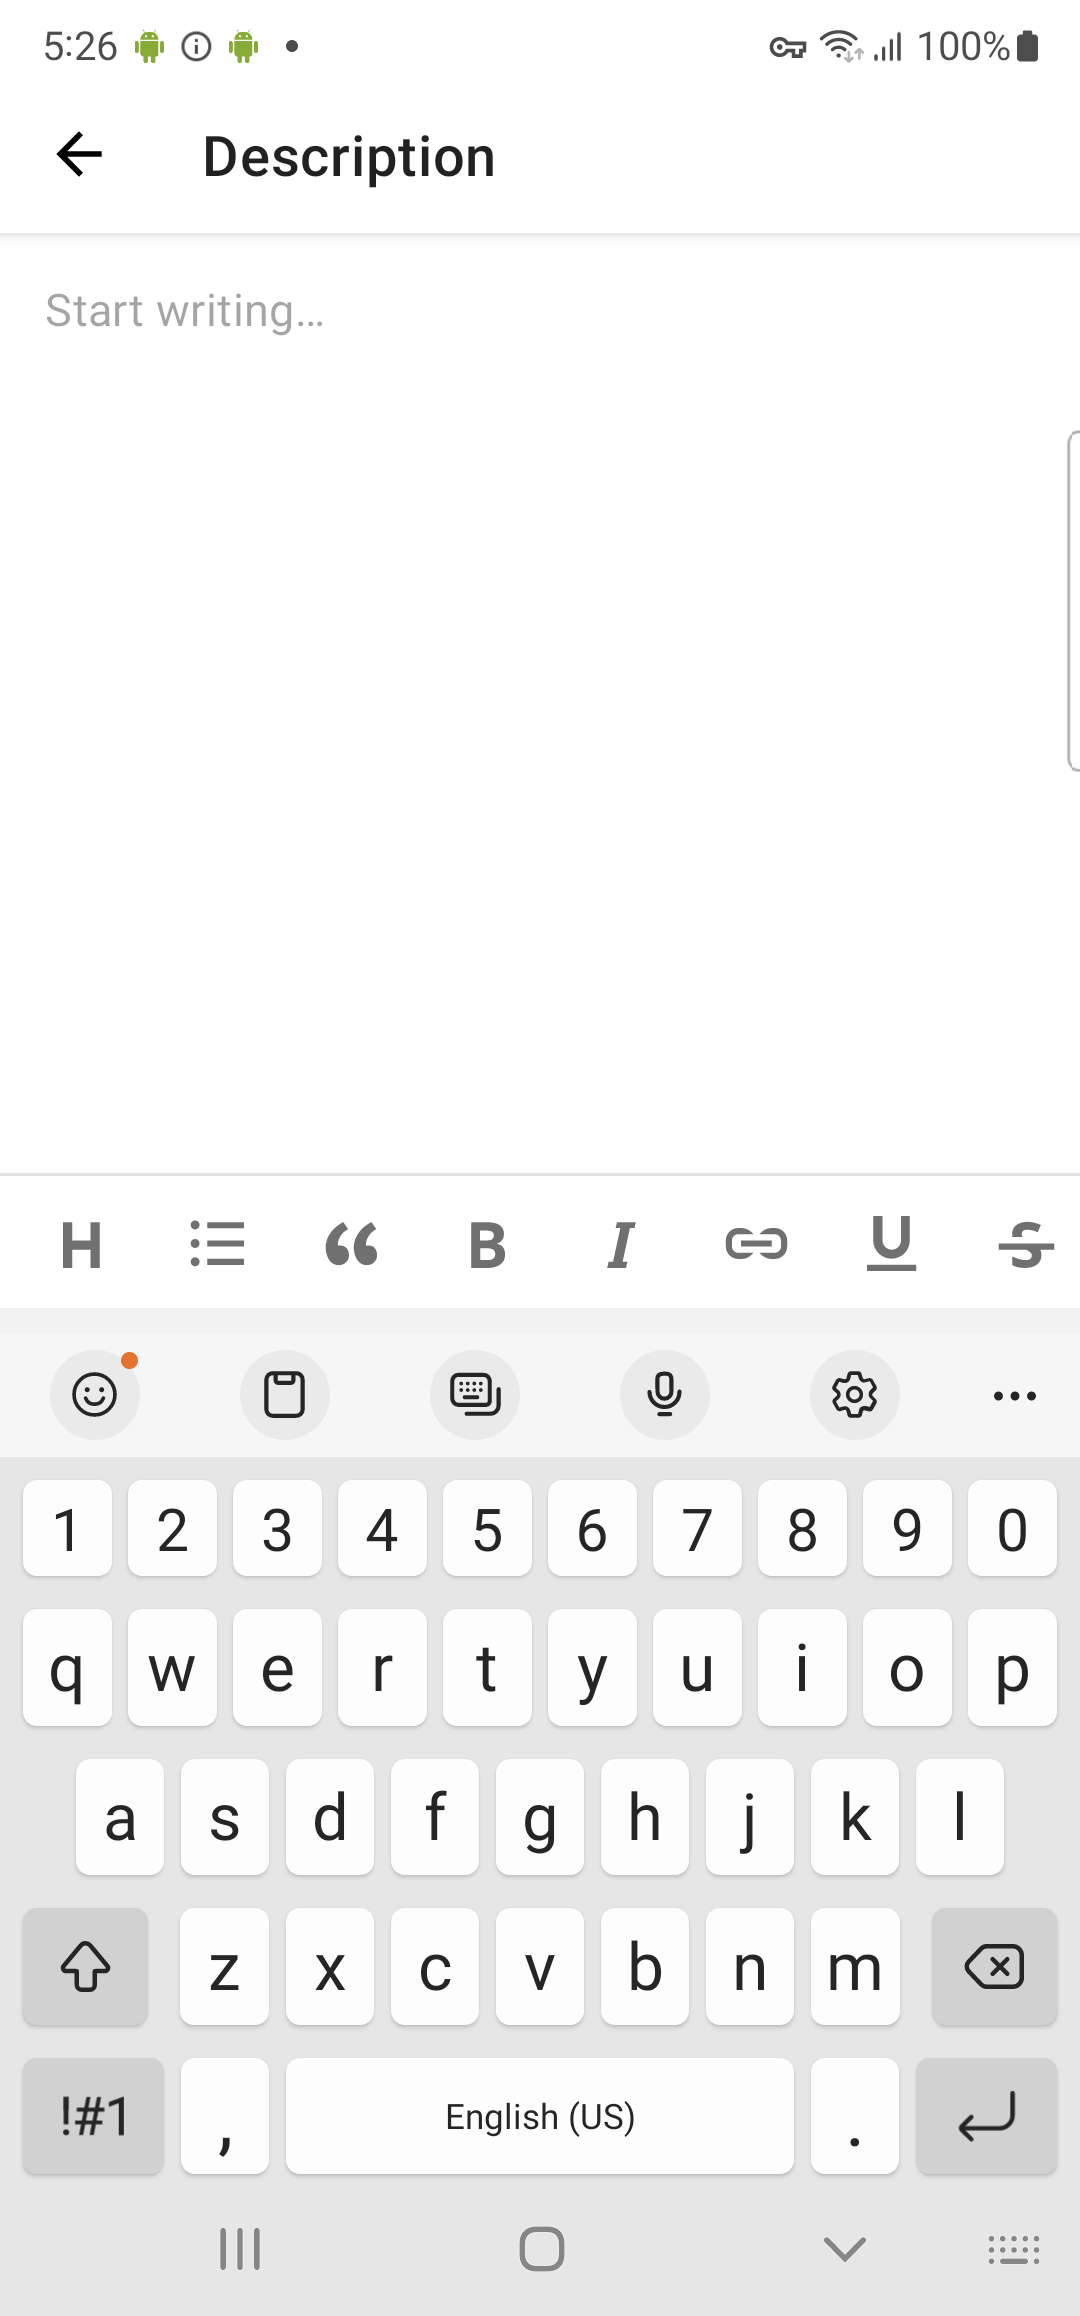 5:26 100%
Description
Start writing…
H B I U S
1 2 3 4 5 6 7 8 9 0
q w e r t y u i o p
a s d f g h j k l
z x c v b n m
!#1 , English (US) .